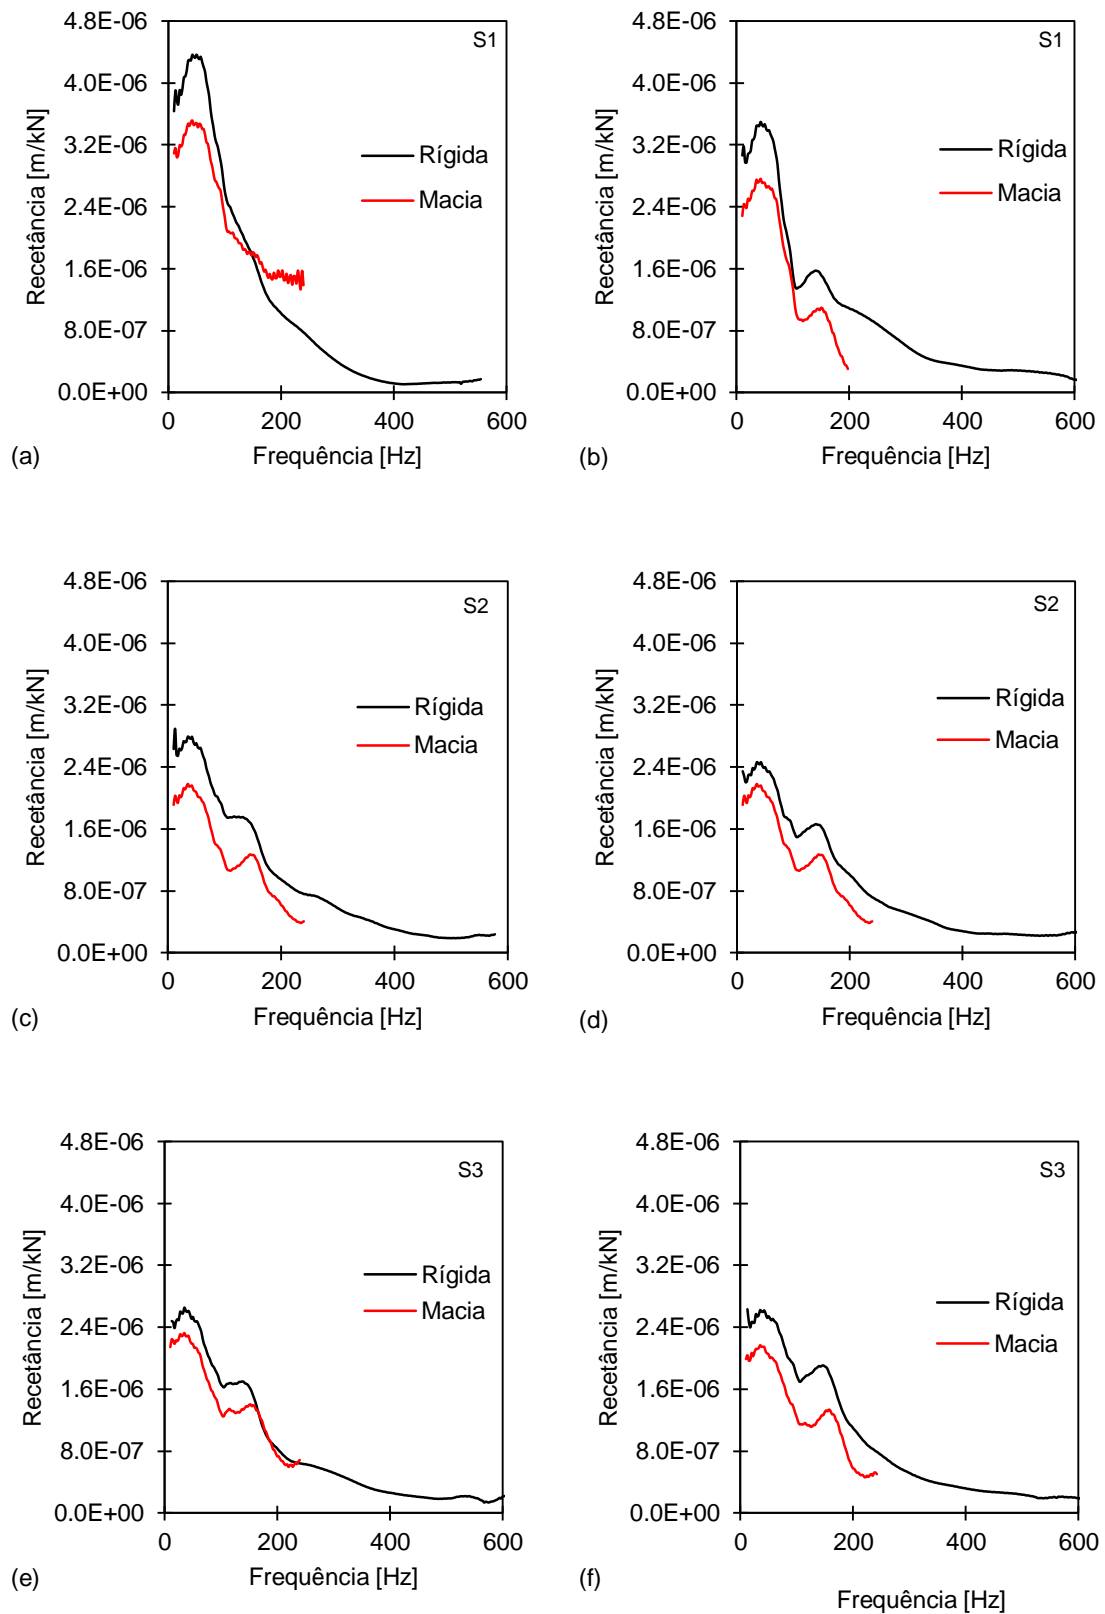 4.8E-06
4.0E-06
3.2E-06
2.4E-06
1.6E-06
8.0E-07
0.0E+00
Recetância [m/kN]
S1
Rígida
Macia
0 200 400 600
Frequência [Hz]
(a)
4.8E-06
4.0E-06
3.2E-06
2.4E-06
1.6E-06
8.0E-07
0.0E+00
Recetância [m/kN]
S1
Rígida
Macia
0 200 400 600
Frequência [Hz]
(b)
4.8E-06
4.0E-06
3.2E-06
2.4E-06
1.6E-06
8.0E-07
0.0E+00
Recetância [m/kN]
S2
Rígida
Macia
0 200 400 600
Frequência [Hz]
(c)
4.8E-06
4.0E-06
3.2E-06
2.4E-06
1.6E-06
8.0E-07
0.0E+00
Recetância [m/kN]
S2
Rígida
Macia
0 200 400 600
Frequência [Hz]
(d)
4.8E-06
4.0E-06
3.2E-06
2.4E-06
1.6E-06
8.0E-07
0.0E+00
Recetância [m/kN]
S3
Rígida
Macia
0 200 400 600
Frequência [Hz]
(e)
4.8E-06
4.0E-06
3.2E-06
2.4E-06
1.6E-06
8.0E-07
0.0E+00
Recetância [m/kN]
S3
Rígida
Macia
0 200 400 600
(f)
Frequência [Hz]